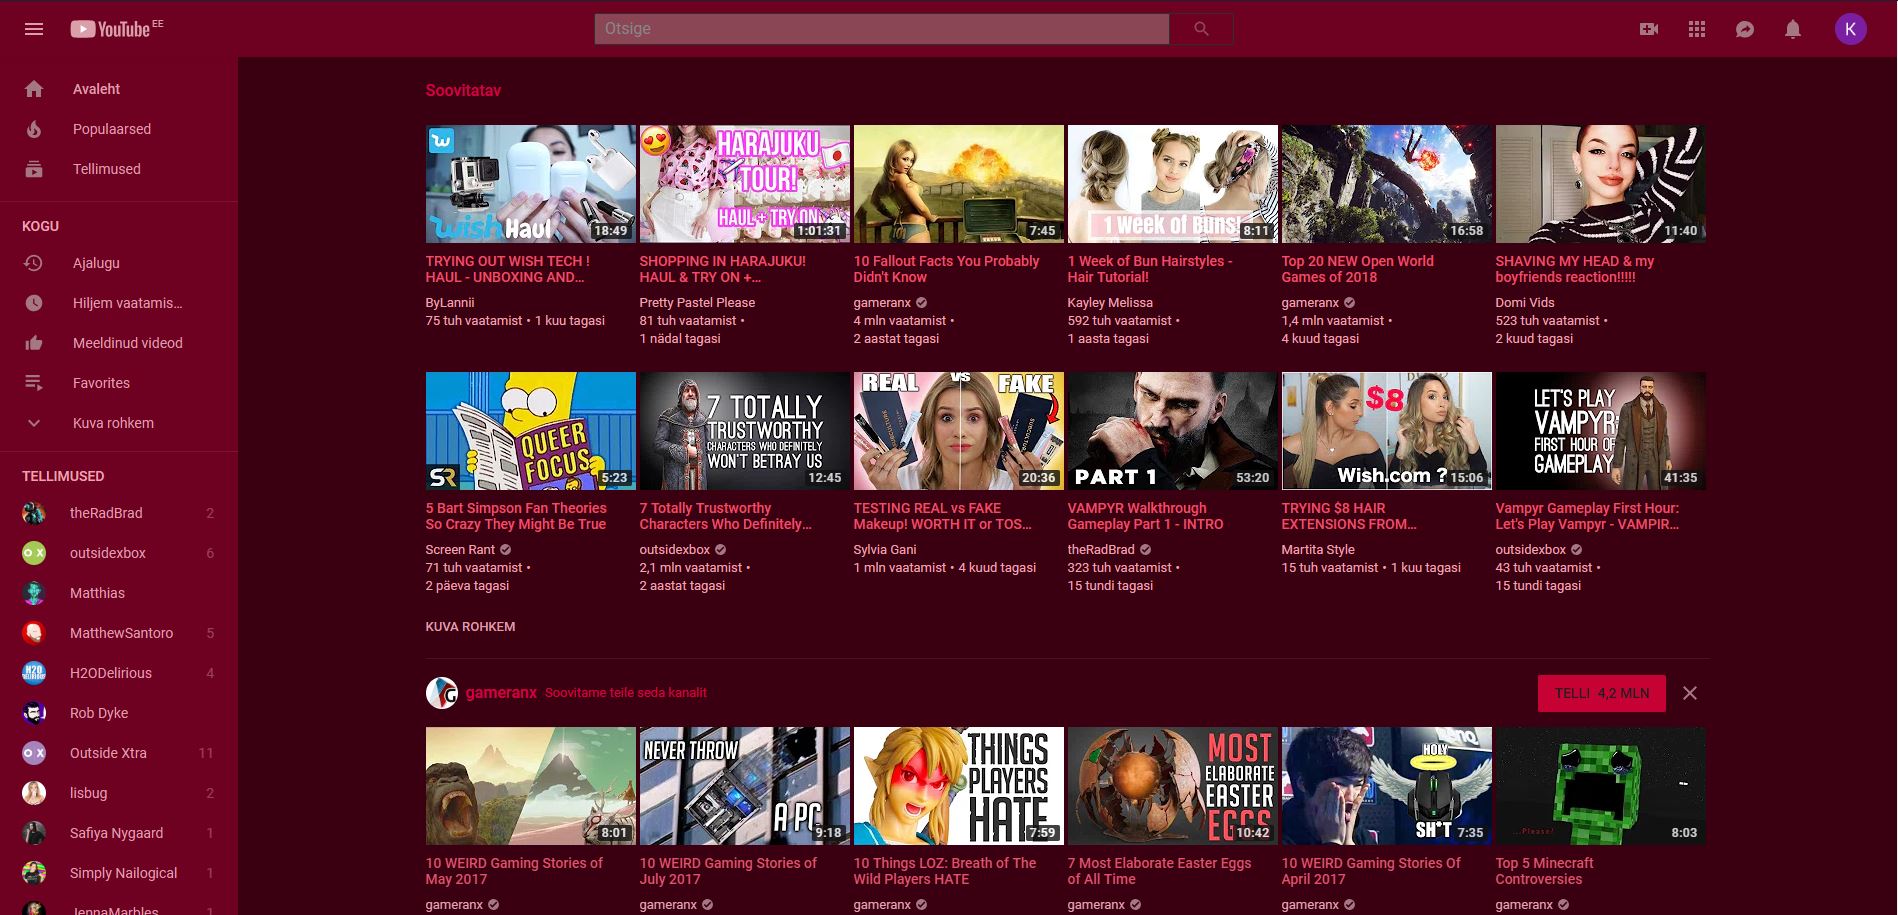 YouTube EE
Otsige
K
Avaleht
Populaarsed
Tellimused
KOGU
Ajalugu
Hiljem vaatamis...
Meeldinud videod
Favorites
Kuva rohkem
TELLIMUSED
theRadBrad 2
outsidexbox 6
Matthias
MatthewSantoro 5
H2ODelirious 4
Rob Dyke
Outside Xtra 11
lisbug 2
Safiya Nygaard 1
Simply Nailogical 1
JennaMarbles 1
Soovitatav
wish Haul
18:49
TRYING OUT WISH TECH !
HAUL - UNBOXING AND...
ByLannii
75 tuh vaatamist • 1 kuu tagasi
HARAJUKU
TOUR!
HAUL + TRY ON
1:01:31
SHOPPING IN HARAJUKU!
HAUL & TRY ON +...
Pretty Pastel Please
81 tuh vaatamist •
1 nädal tagasi
7:45
10 Fallout Facts You Probably
Didn't Know
gameranx
4 mln vaatamist •
2 aastat tagasi
1 Week of Buns!
8:11
1 Week of Bun Hairstyles -
Hair Tutorial!
Kayley Melissa
592 tuh vaatamist •
1 aasta tagasi
16:58
Top 20 NEW Open World
Games of 2018
gameranx
1,4 mln vaatamist •
4 kuud tagasi
11:40
SHAVING MY HEAD & my
boyfriends reaction!!!!!
Domi Vids
523 tuh vaatamist •
2 kuud tagasi
QUEER
FOCUS
SR
5:23
5 Bart Simpson Fan Theories
So Crazy They Might Be True
Screen Rant
71 tuh vaatamist •
2 päeva tagasi
7 TOTALLY
TRUSTWORTHY
CHARACTERS WHO DEFINITELY
WON'T BETRAY US
12:45
7 Totally Trustworthy
Characters Who Definitely...
outsidexbox
2,1 mln vaatamist •
2 aastat tagasi
REAL VS FAKE
20:36
TESTING REAL vs FAKE
Makeup! WORTH IT or TOS...
Sylvia Gani
1 mln vaatamist • 4 kuud tagasi
PART 1
53:20
VAMPYR Walkthrough
Gameplay Part 1 - INTRO
theRadBrad
323 tuh vaatamist •
15 tundi tagasi
$8
Wish.com ?
15:06
TRYING $8 HAIR
EXTENSIONS FROM...
Martita Style
15 tuh vaatamist • 1 kuu tagasi
LET'S PLAY
VAMPYR:
FIRST HOUR OF
GAMEPLAY
41:35
Vampyr Gameplay First Hour:
Let's Play Vampyr - VAMPIR...
outsidexbox
43 tuh vaatamist •
15 tundi tagasi
KUVA ROHKEM
gameranx Soovitame teile seda kanalit
TELLI 4,2 MLN
8:01
10 WEIRD Gaming Stories of
May 2017
gameranx
NEVER THROW
A PC
9:18
10 WEIRD Gaming Stories of
July 2017
gameranx
THINGS
PLAYERS
HATE
7:59
10 Things LOZ: Breath of The
Wild Players HATE
gameranx
MOST
ELABORATE
EASTER
EGGS
10:42
7 Most Elaborate Easter Eggs
of All Time
gameranx
HOLY
SH*T
7:35
10 WEIRD Gaming Stories Of
April 2017
gameranx
...Please!
8:03
Top 5 Minecraft
Controversies
gameranx